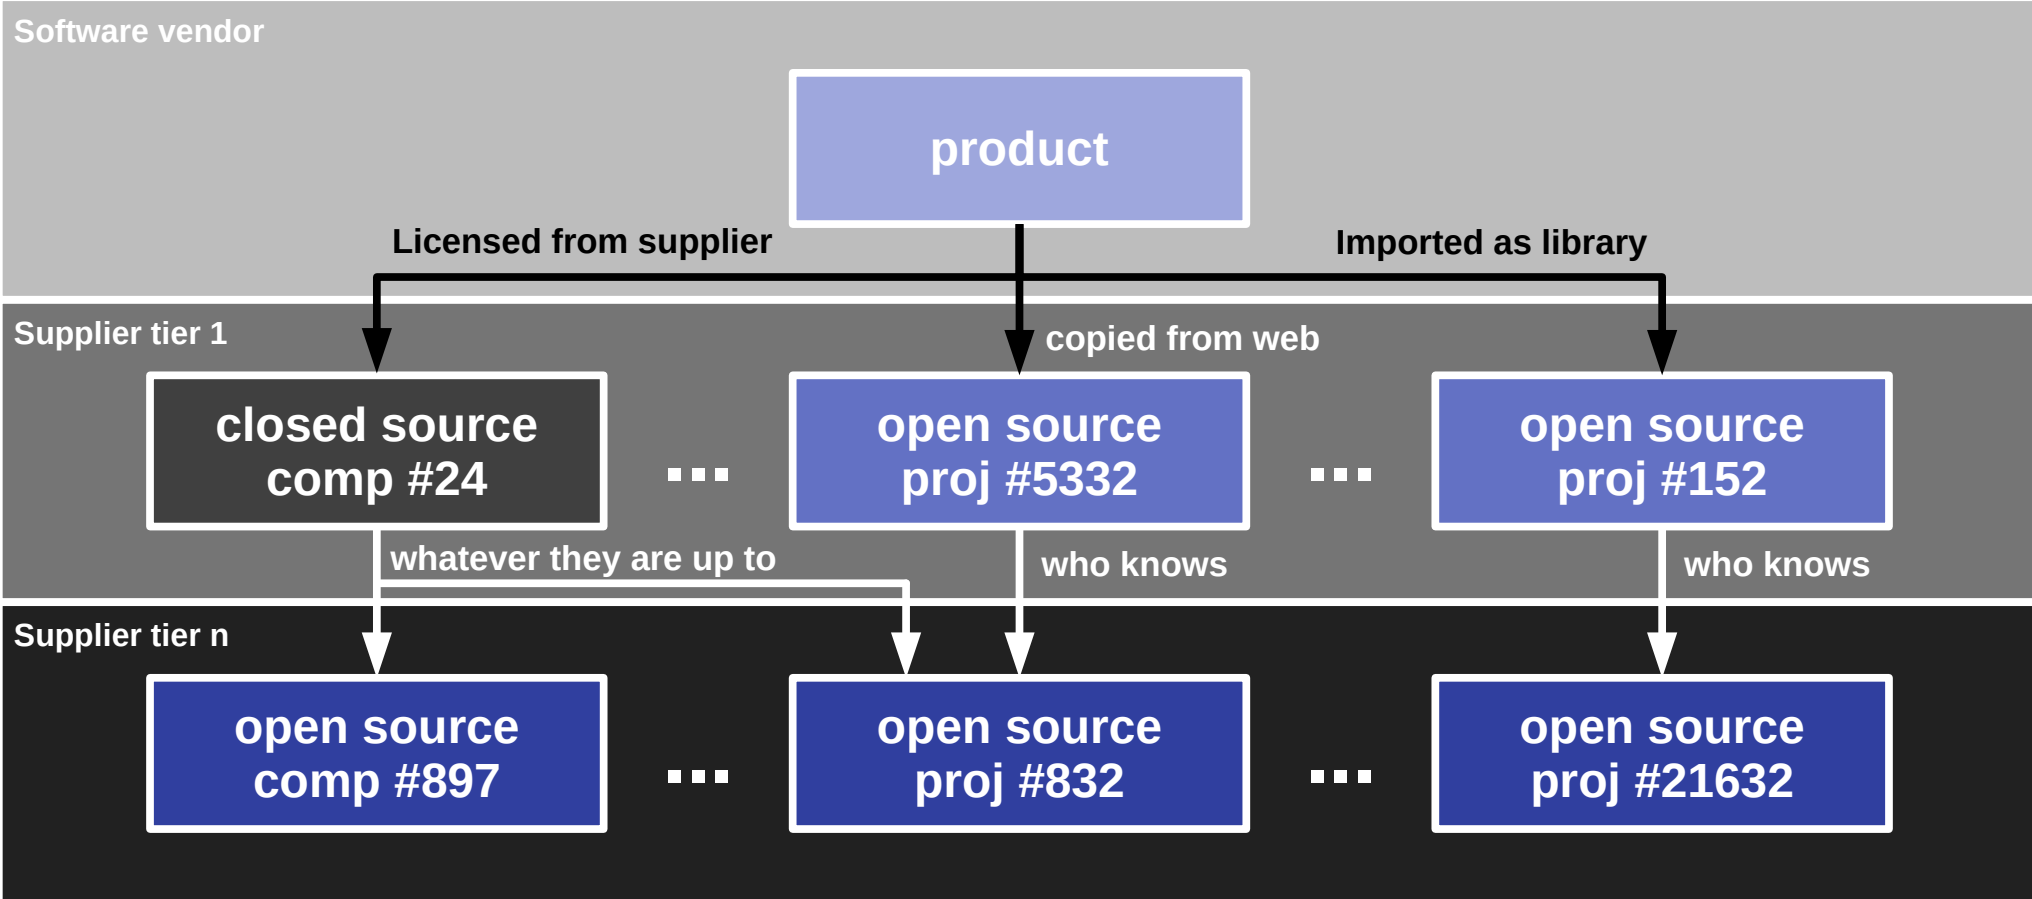 Software vendor
product
Licensed from supplier
Imported as library
Supplier tier 1
copied from web
closed source
comp #24
...
open source
proj #5332
...
open source
proj #152
whatever they are up to
who knows
who knows
Supplier tier n
open source
comp #897
...
open source
proj #832
...
open source
proj #21632